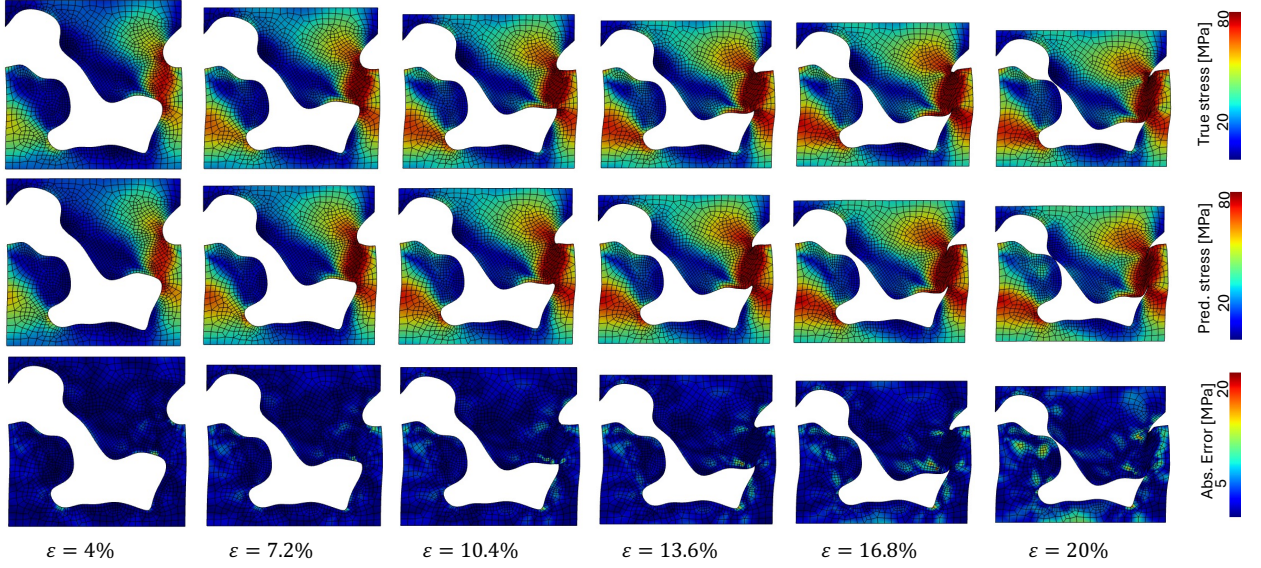 80
20
True stress [MPa]
80
20
Pred. stress [MPa]
20
5
Abs. Error [MPa]
ε = 4%
ε = 7.2%
ε = 10.4%
ε = 13.6%
ε = 16.8%
ε = 20%